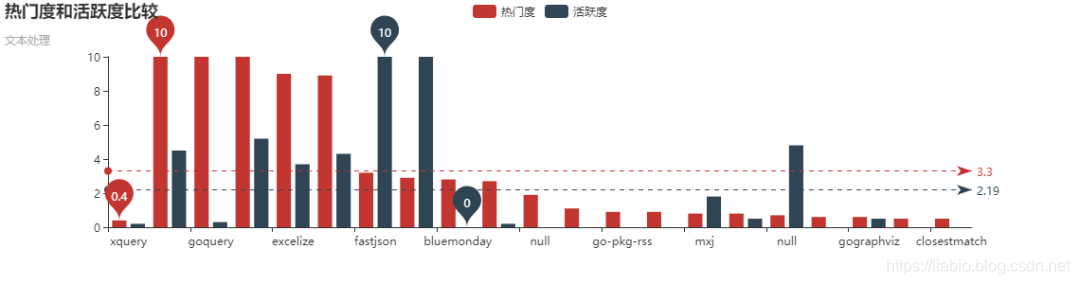 热门度和活跃度比较
热门度 活跃度
文本处理
10 10
10
8
6
4
3.3
2.19
2
0.4
0
0
xquery goquery excelize fastjson bluemonday null go-pkg-rss mxj null gographviz closestmatch
https://liabio.blog.csdn.net